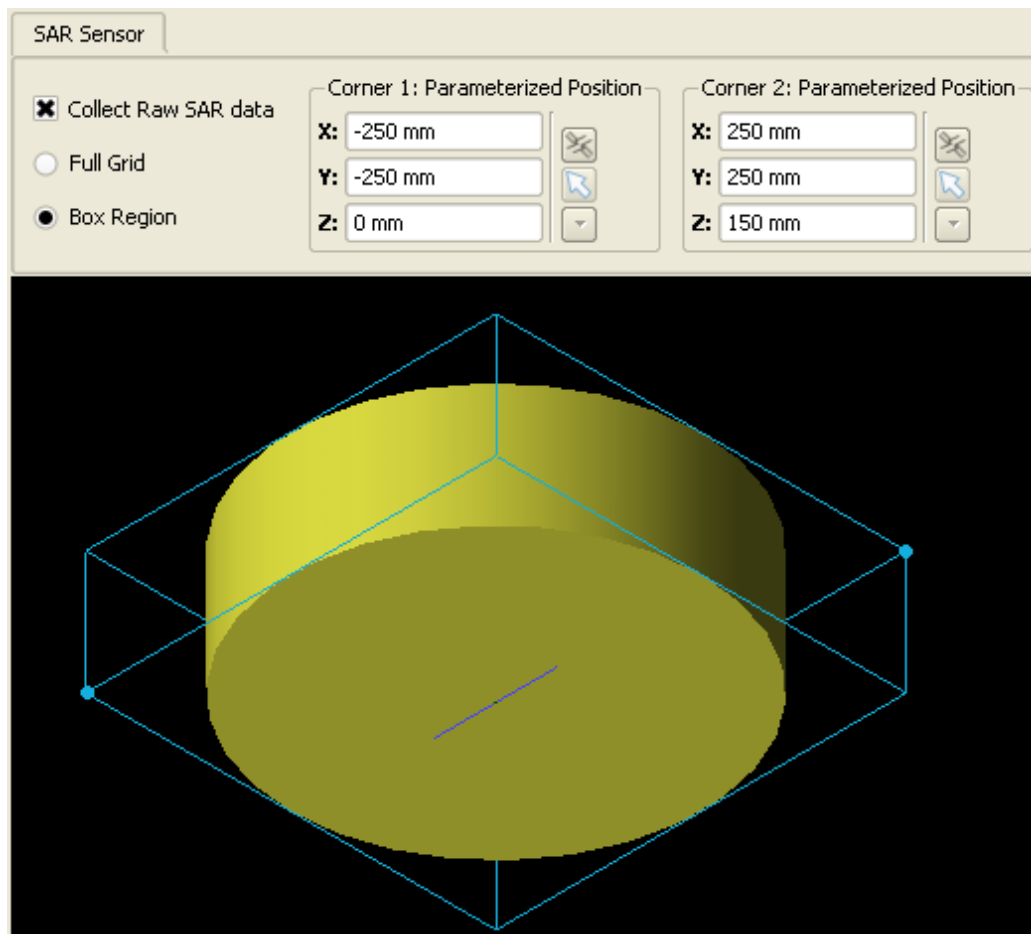 SAR Sensor
Collect Raw SAR data
Full Grid
Box Region
Corner 1: Parameterized Position
X: -250 mm
Y: -250 mm
Z: 0 mm
Corner 2: Parameterized Position
X: 250 mm
Y: 250 mm
Z: 150 mm